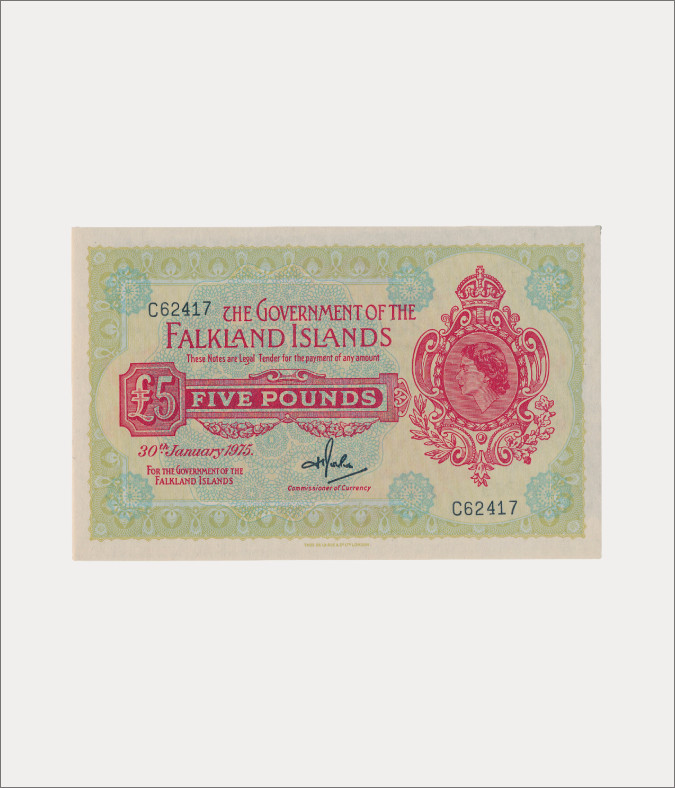 C62417
THE GOVERNMENT OF THE
FALKLAND ISLANDS
These Notes are Legal Tender for the payment of any amount
£5
FIVE POUNDS
30th January 1975.
FOR THE GOVERNMENT OF THE
FALKLAND ISLANDS
Commissioner of Currency
C62417